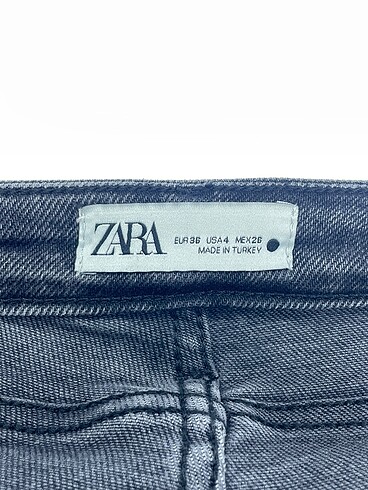 ZARA
EUR 36 USA 4 MEX 26
MADE IN TURKEY